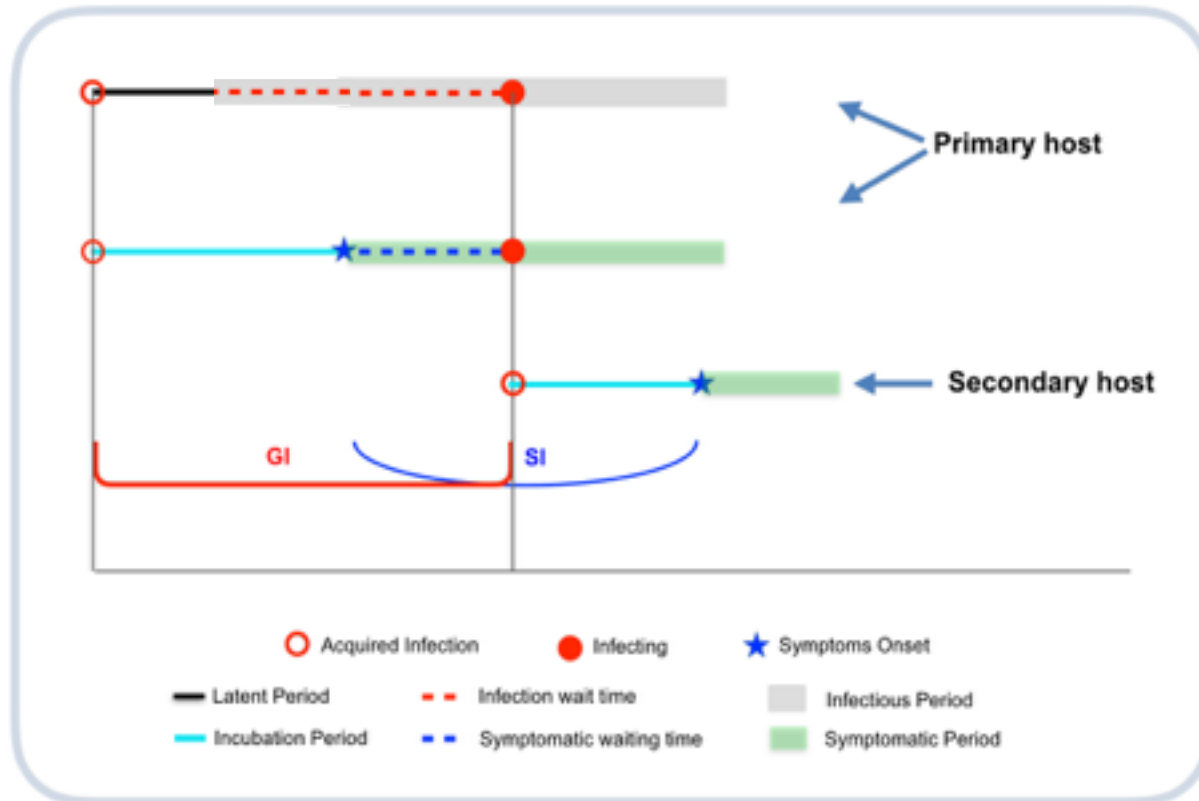 Primary host
Secondary host
GI
SI
Acquired Infection
Infecting
Symptoms Onset
Latent Period
Infection wait time
Infectious Period
Incubation Period
Symptomatic waiting time
Symptomatic Period